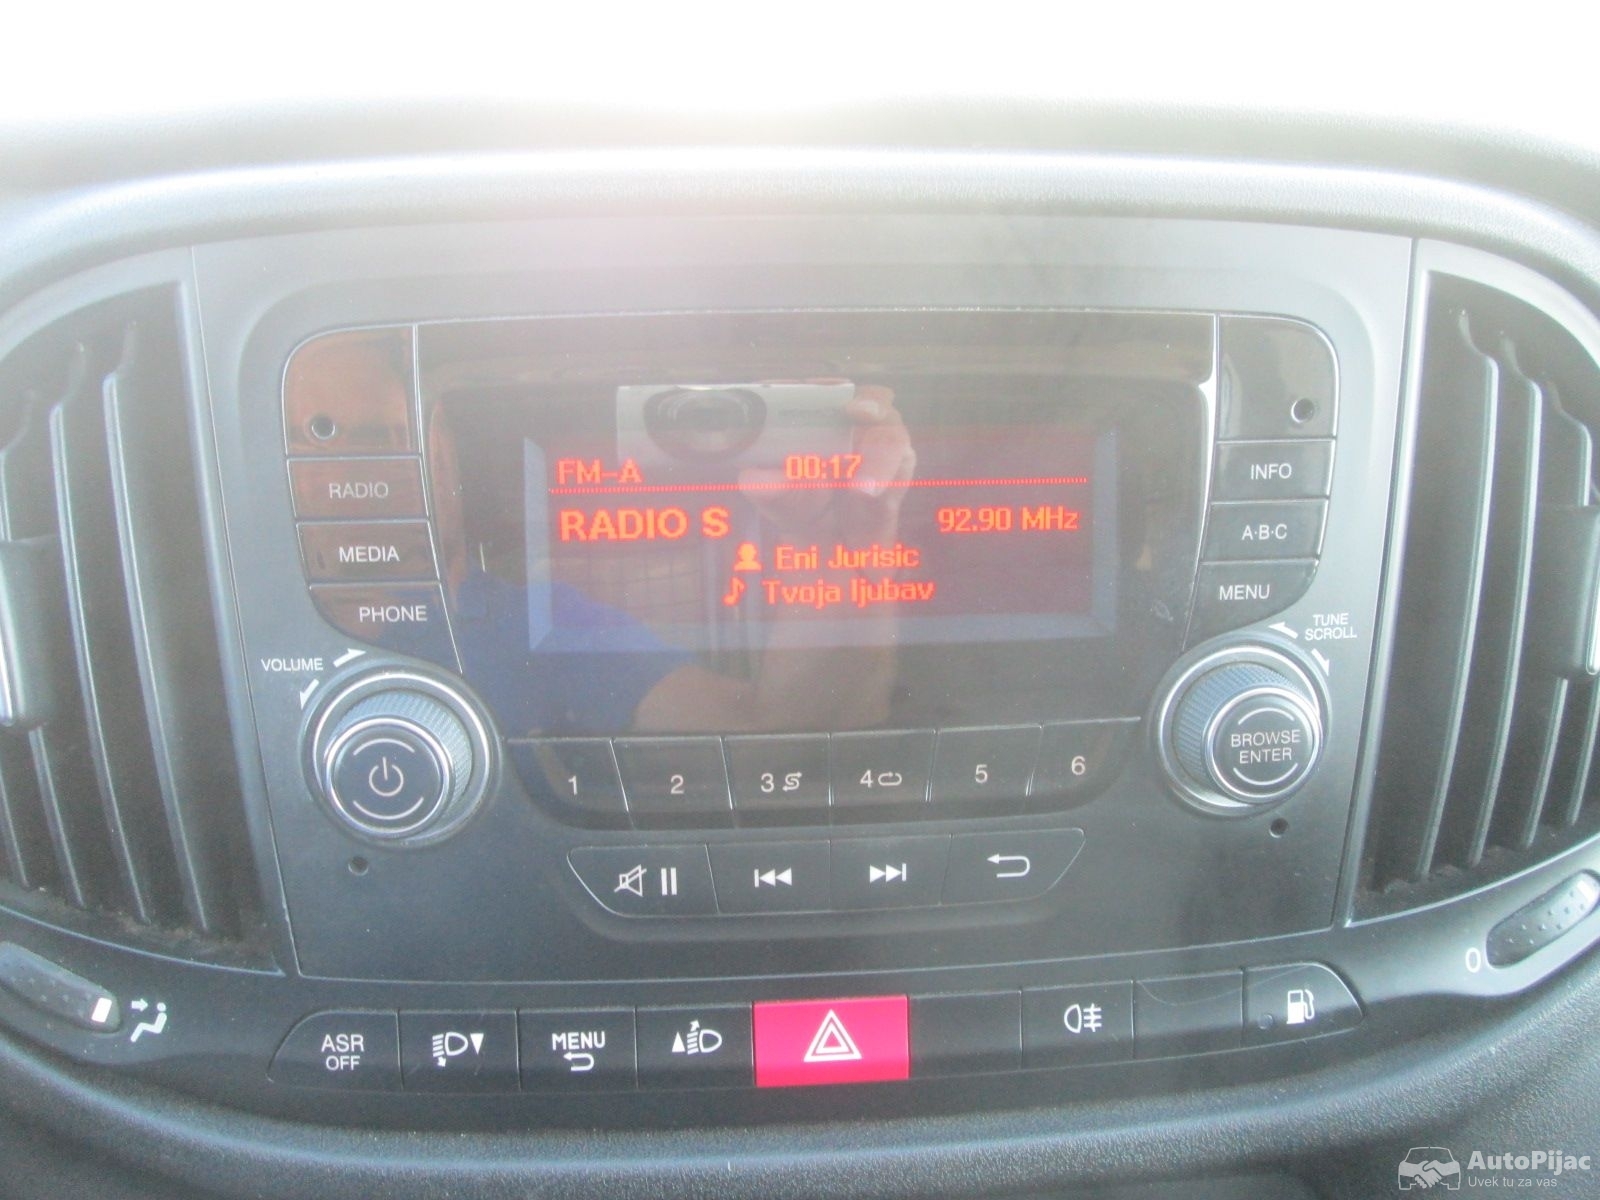 FM-A 00:17
RADIO S 92.90 MHz
Eni Jurisic
Tvoja ljubav
RADIO
MEDIA
PHONE
VOLUME
INFO
A·B·C
MENU
TUNE
SCROLL
BROWSE
ENTER
1 2 3 4 5 6
ASR
OFF
MENU
0
AutoPijac
Uvek tu za vas